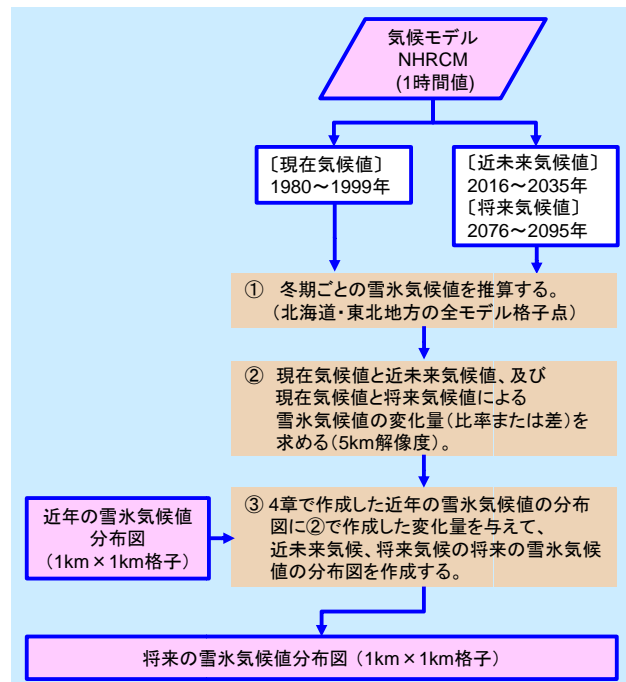 気候モデル
NHRCM
(1時間値)
〔現在気候値〕
1980～1999年
〔近未来気候値〕
2016～2035年
〔将来気候値〕
2076～2095年
① 冬期ごとの雪氷気候値を推算する。
（北海道・東北地方の全モデル格子点）
② 現在気候値と近未来気候値、及び
現在気候値と将来気候値による
雪氷気候値の変化量（比率または差）を
求める（5km解像度）。
近年の雪氷気候値
分布図
（1km×1km格子）
③ 4章で作成した近年の雪氷気候値の分布
図に②で作成した変化量を与えて、
近未来気候、将来気候の将来の雪氷気候
値の分布図を作成する。
将来の雪氷気候値分布図（1km×1km格子）